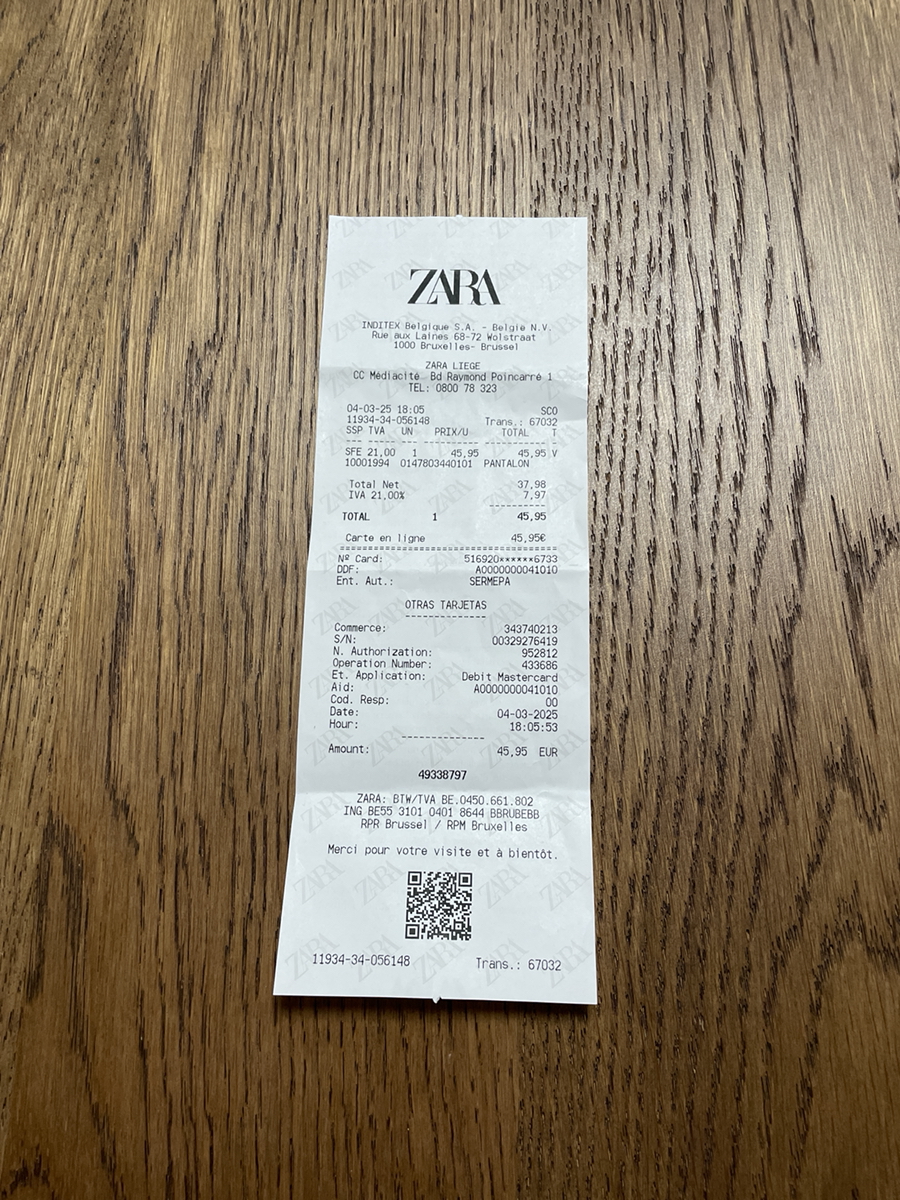 ZARA
INDITEX Belgique S.A. - Belgie N.V.
Rue aux Laines 68-72 Wolstraat
1000 Bruxelles- Brussel
ZARA LIEGE
CC Médiacité Bd Raymond Poincarré 1
TEL: 0800 78 323
04-03-25 18:05 SCO
11934-34-056148 Trans.: 67032
SSP TVA UN PRIX/U TOTAL T
SFE 21,00 1 45,95 45,95 V
10001994 0147803440101 PANTALON
Total Net 37,98
IVA 21,00% 7,97
TOTAL 1 45,95
Carte en ligne 45,95€
Nº Card: 516920******6733
DDF: A0000000041010
Ent. Aut.: SERMEPA
OTRAS TARJETAS
Commerce: 343740213
S/N: 00329276419
N. Authorization: 952812
Operation Number: 433686
Et. Application: Debit Mastercard
Aid: A0000000041010
Cod. Resp: 00
Date: 04-03-2025
Hour: 18:05:53
Amount: 45,95 EUR
49338797
ZARA: BTW/TVA BE.0450.661.802
ING BE55 3101 0401 8644 BBRUBEBB
RPR Brussel / RPM Bruxelles
Merci pour votre visite et à bientôt.
11934-34-056148 Trans.: 67032